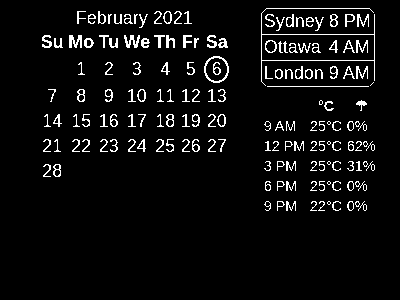 February 2021
Su Mo Tu We Th Fr Sa
1 2 3 4 5 6
7 8 9 10 11 12 13
14 15 16 17 18 19 20
21 22 23 24 25 26 27
28
Sydney 8 PM
Ottawa 4 AM
London 9 AM
°C ☂
9 AM 25°C 0%
12 PM 25°C 62%
3 PM 25°C 31%
6 PM 25°C 0%
9 PM 22°C 0%